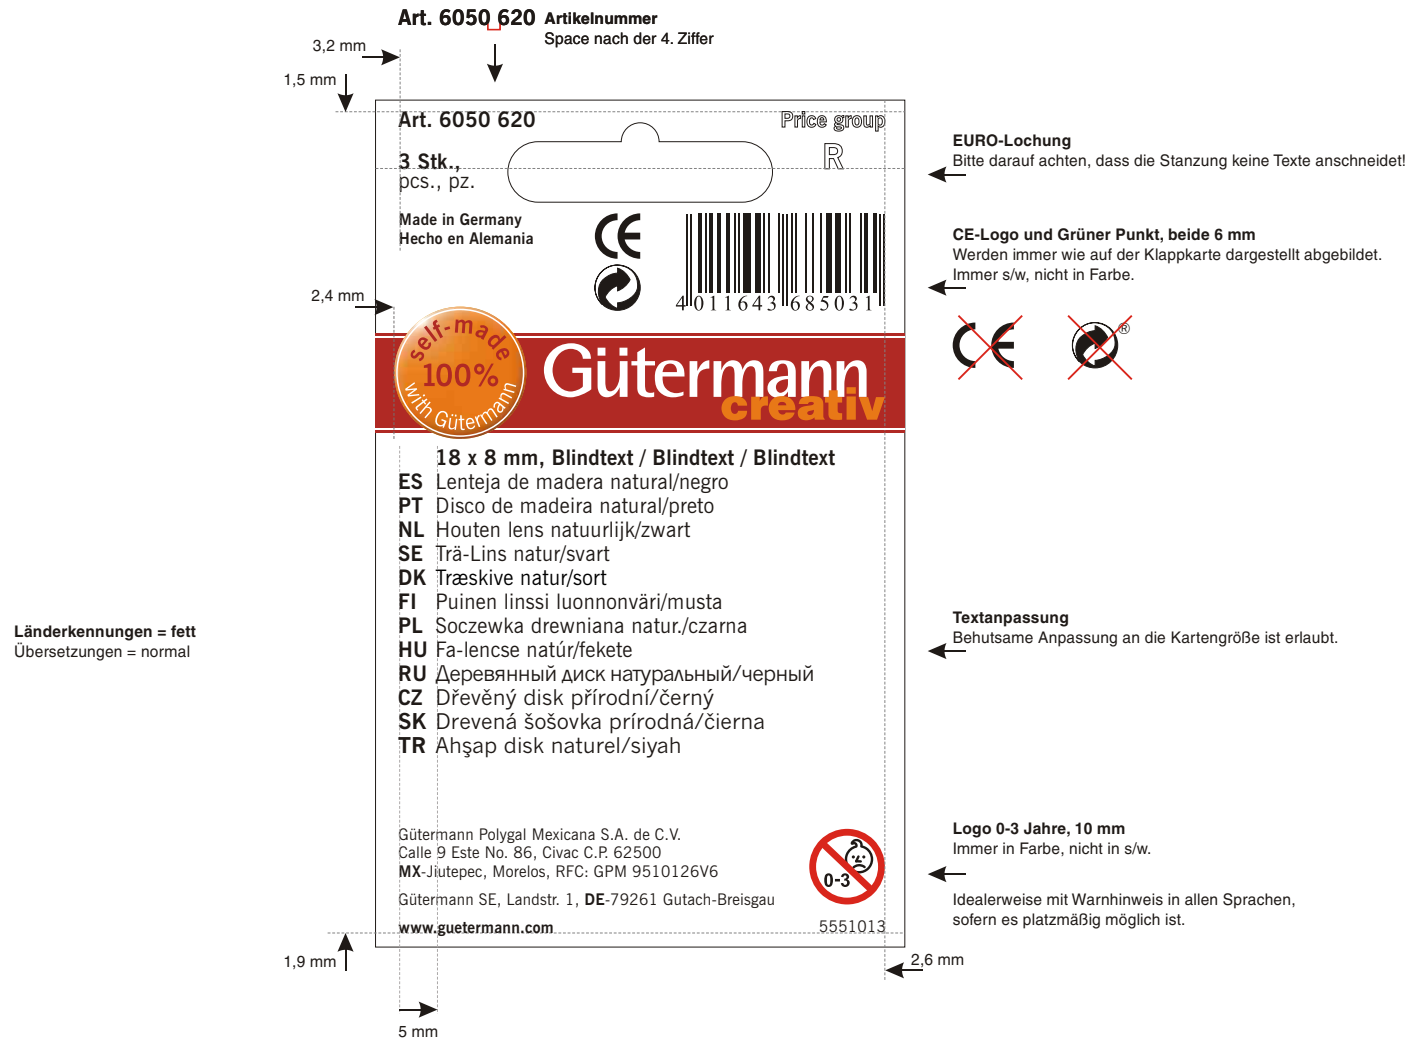 Art. 6050 620 Artikelnummer
Space nach der 4. Ziffer
3,2 mm
1,5 mm
Art. 6050 620
Price group
R
3 Stk.,
pcs., pz.
Made in Germany
Hecho en Alemania
CE
4 011643 685031
2,4 mm
self-made
100%
with Gütermann
Gütermann
creativ
18 x 8 mm, Blindtext / Blindtext / Blindtext
ES Lenteja de madera natural/negro
PT Disco de madeira natural/preto
NL Houten lens natuurlijk/zwart
SE Trä-Lins natur/svart
DK Træskive natur/sort
FI Puinen linssi luonnonväri/musta
PL Soczewka drewniana natur./czarna
HU Fa-lencse natúr/fekete
RU Деревянный диск натуральный/черный
CZ Dřevěný disk přírodní/černý
SK Drevená šošovka prírodná/čierna
TR Ahşap disk naturel/siyah
Gütermann Polygal Mexicana S.A. de C.V.
Calle 9 Este No. 86, Civac C.P. 62500
MX-Jiutepec, Morelos, RFC: GPM 9510126V6
Gütermann SE, Landstr. 1, DE-79261 Gutach-Breisgau
www.guetermann.com
0-3
5551013
1,9 mm
2,6 mm
5 mm
Länderkennungen = fett
Übersetzungen = normal
EURO-Lochung
Bitte darauf achten, dass die Stanzung keine Texte anschneidet!
CE-Logo und Grüner Punkt, beide 6 mm
Werden immer wie auf der Klappkarte dargestellt abgebildet.
Immer s/w, nicht in Farbe.
CE
®
Textanpassung
Behutsame Anpassung an die Kartengröße ist erlaubt.
Logo 0-3 Jahre, 10 mm
Immer in Farbe, nicht in s/w.
Idealerweise mit Warnhinweis in allen Sprachen,
sofern es platzmäßig möglich ist.